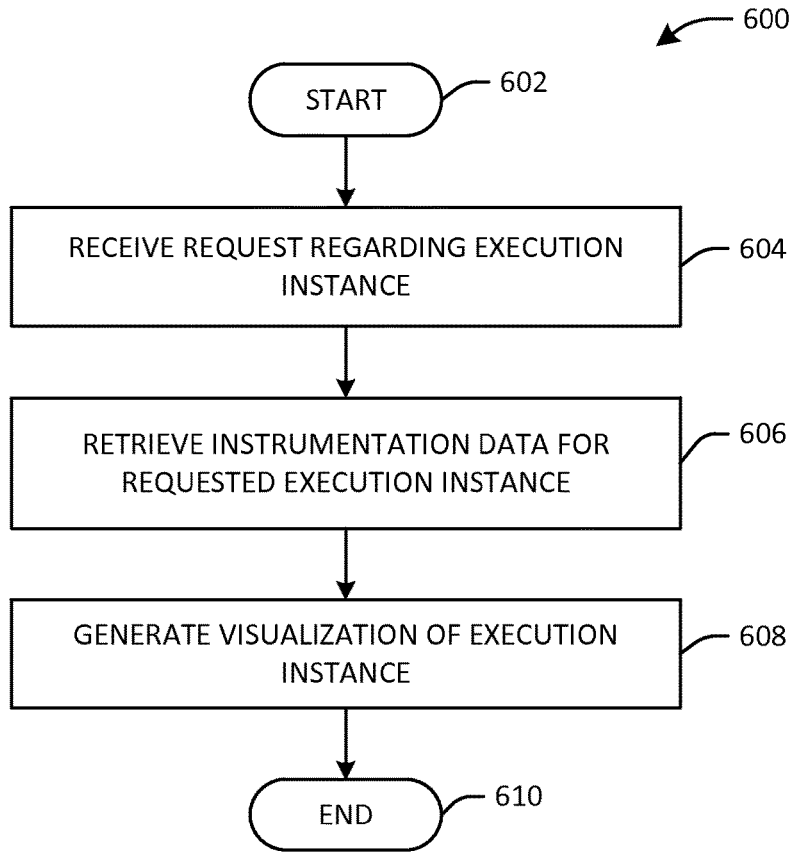 600
START
602
RECEIVE REQUEST REGARDING EXECUTION
INSTANCE
604
RETRIEVE INSTRUMENTATION DATA FOR
REQUESTED EXECUTION INSTANCE
606
GENERATE VISUALIZATION OF EXECUTION
INSTANCE
608
END
610